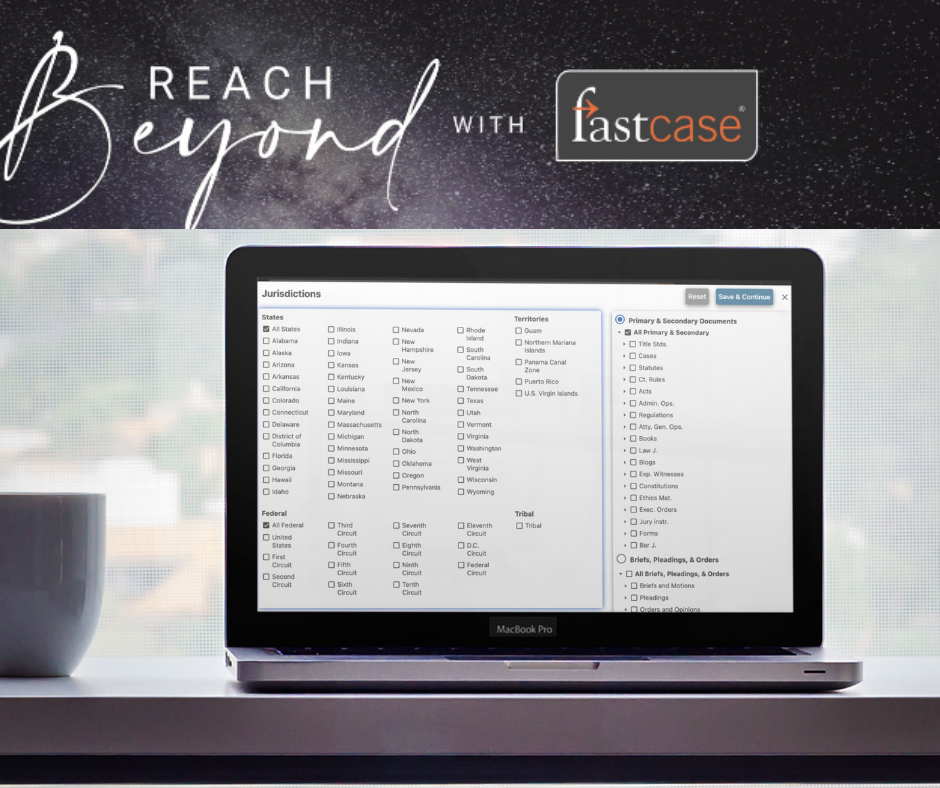 REACH
Beyond
WITH
fastcase®
Jurisdictions
Reset
Save & Continue
×
States
All States
Alabama
Alaska
Arizona
Arkansas
California
Colorado
Connecticut
Delaware
District of
Columbia
Florida
Georgia
Hawaii
Idaho
Illinois
Indiana
Iowa
Kansas
Kentucky
Louisiana
Maine
Maryland
Massachusetts
Michigan
Minnesota
Mississippi
Missouri
Montana
Nebraska
Nevada
New
Hampshire
New
Jersey
New
Mexico
New York
North
Carolina
North
Dakota
Ohio
Oklahoma
Oregon
Pennsylvania
Rhode
Island
South
Carolina
South
Dakota
Tennessee
Texas
Utah
Vermont
Virginia
Washington
West
Virginia
Wisconsin
Wyoming
Territories
Guam
Northern Mariana
Islands
Panama Canal
Zone
Puerto Rico
U.S. Virgin Islands
Federal
All Federal
United
States
First
Circuit
Second
Circuit
Third
Circuit
Fourth
Circuit
Fifth
Circuit
Sixth
Circuit
Seventh
Circuit
Eighth
Circuit
Ninth
Circuit
Tenth
Circuit
Eleventh
Circuit
D.C.
Circuit
Federal
Circuit
Tribal
Tribal
Primary & Secondary Documents
All Primary & Secondary
Title Stds.
Cases
Statutes
Ct. Rules
Acts
Admin. Ops.
Regulations
Atty. Gen. Ops.
Books
Law J.
Blogs
Exp. Witnesses
Constitutions
Ethics Mat.
Exec. Orders
Jury instr.
Forms
Bar J.
Briefs, Pleadings, & Orders
All Briefs, Pleadings, & Orders
Briefs and Motions
Pleadings
Orders and Opinions
MacBook Pro